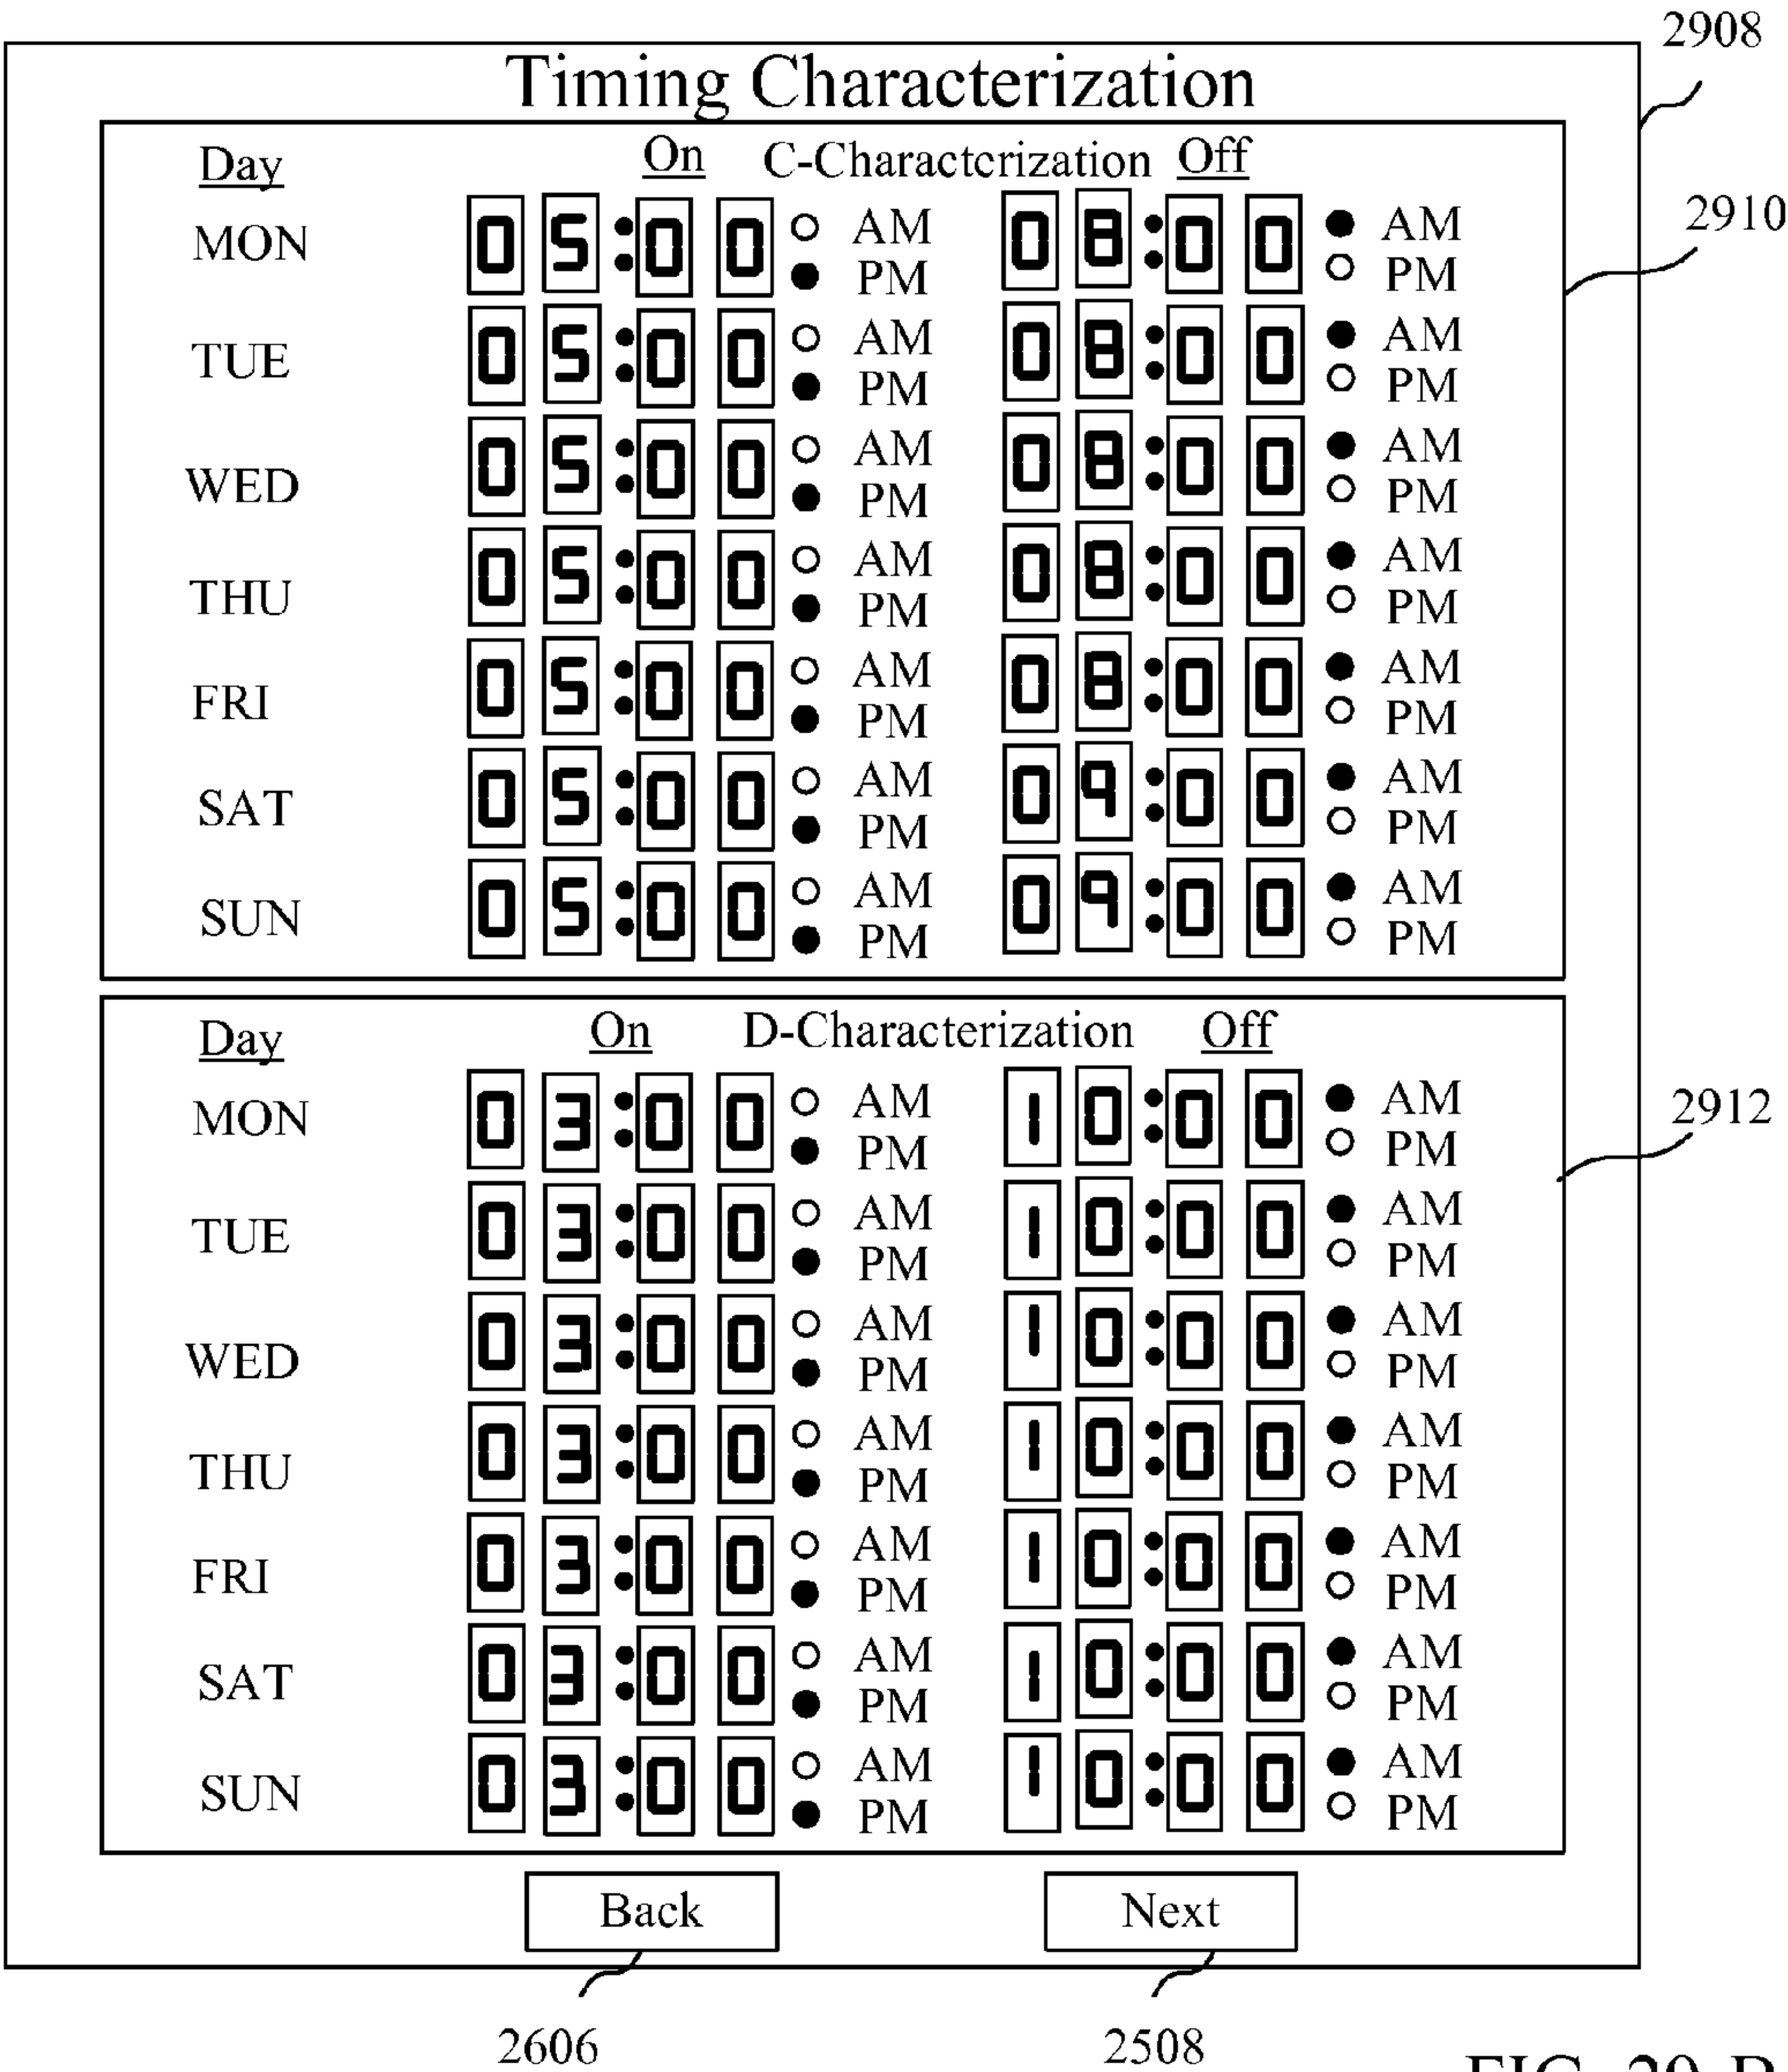 2908
Timing Characterization
Day On C-Characterization Off
2910
MON 05:00 AM PM 08:00 AM PM
TUE 05:00 AM PM 08:00 AM PM
WED 05:00 AM PM 08:00 AM PM
THU 05:00 AM PM 08:00 AM PM
FRI 05:00 AM PM 08:00 AM PM
SAT 05:00 AM PM 09:00 AM PM
SUN 05:00 AM PM 09:00 AM PM
Day On D-Characterization Off
2912
MON 03:00 AM PM 10:00 AM PM
TUE 03:00 AM PM 10:00 AM PM
WED 03:00 AM PM 10:00 AM PM
THU 03:00 AM PM 10:00 AM PM
FRI 03:00 AM PM 10:00 AM PM
SAT 03:00 AM PM 10:00 AM PM
SUN 03:00 AM PM 10:00 AM PM
Back Next
2606 2508